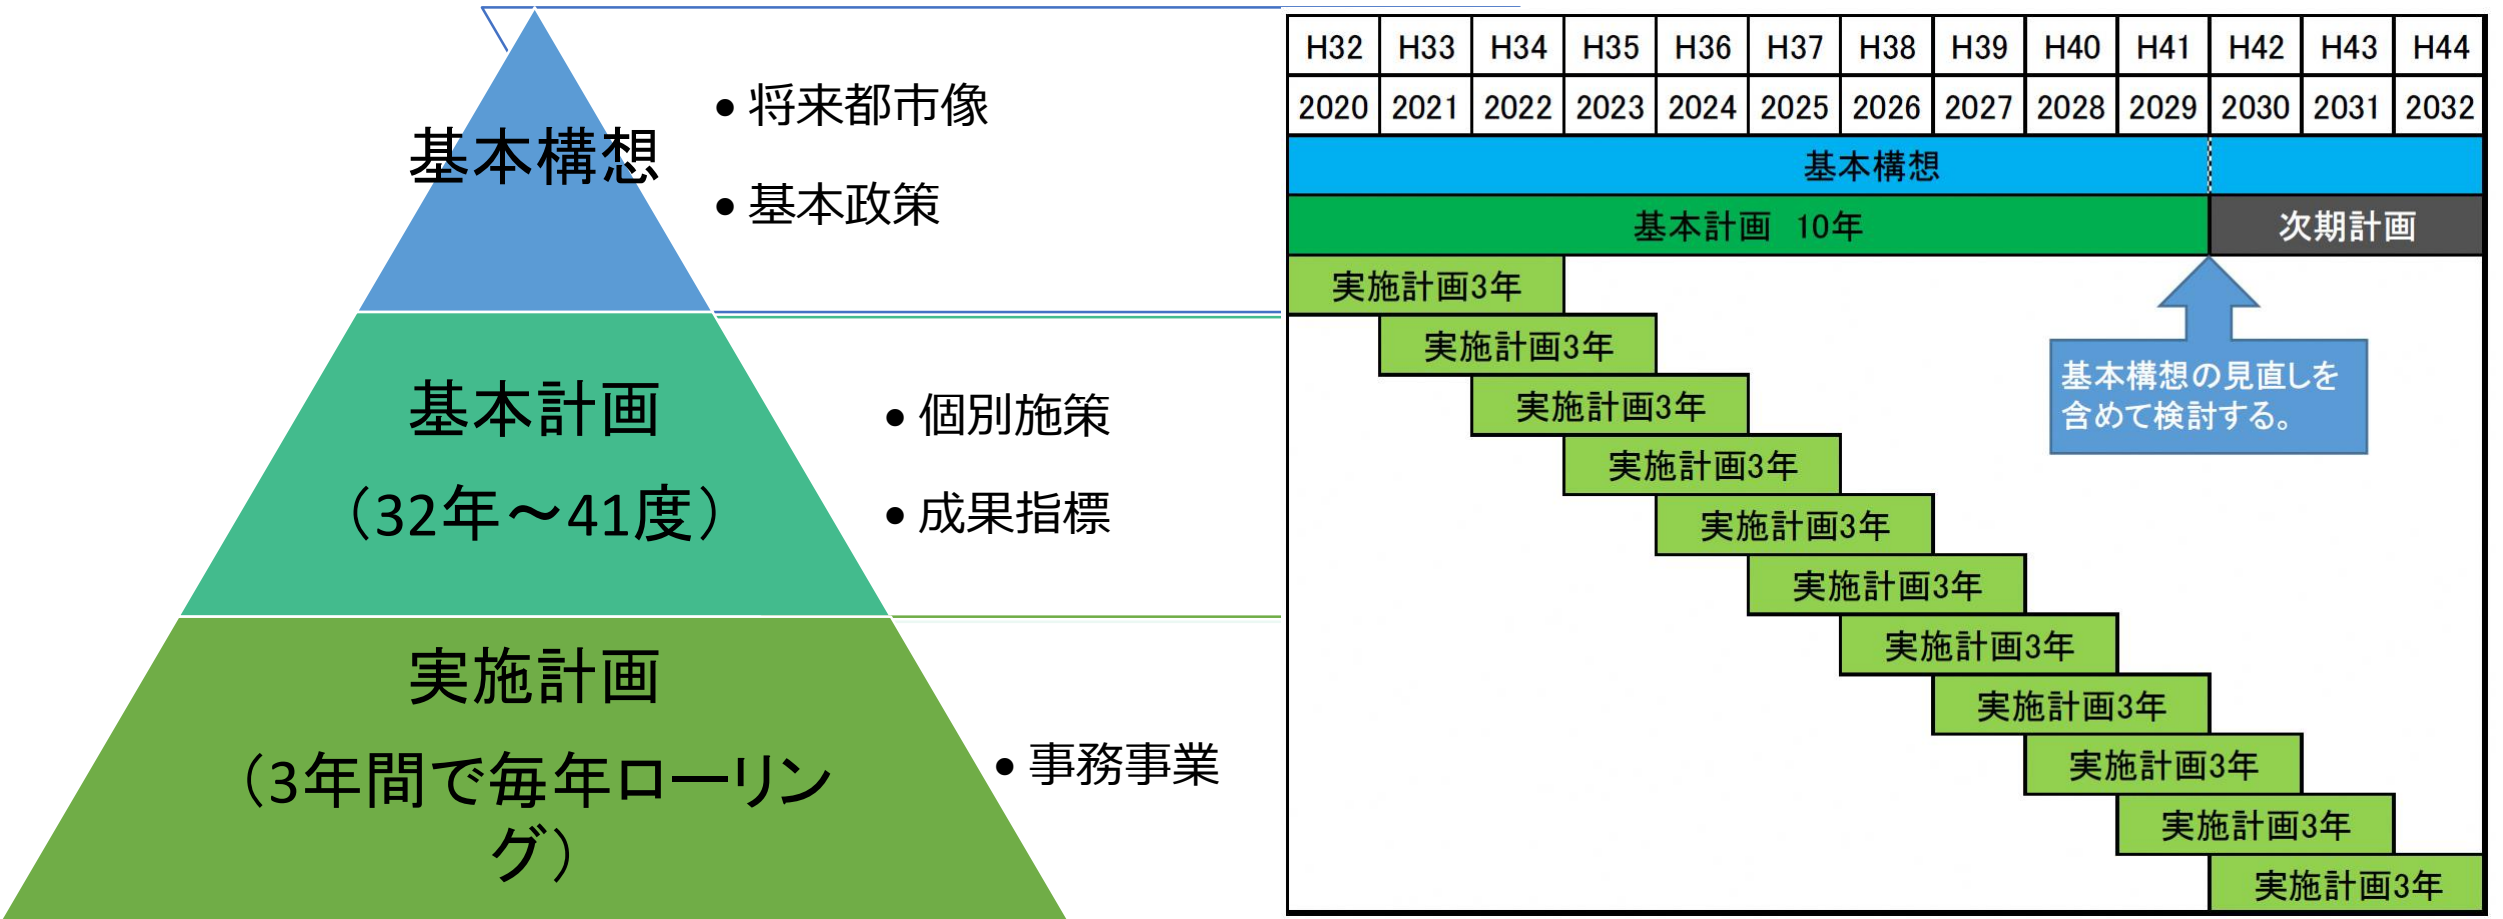 基本構想
• 将来都市像
• 基本政策
基本計画
（32年～41度）
• 個別施策
• 成果指標
実施計画
（3年間で毎年ローリン
グ）
• 事務事業
H32 H33 H34 H35 H36 H37 H38 H39 H40 H41 H42 H43 H44
2020 2021 2022 2023 2024 2025 2026 2027 2028 2029 2030 2031 2032
基本構想
基本計画　10年 次期計画
実施計画3年
実施計画3年
実施計画3年
実施計画3年
実施計画3年
実施計画3年
実施計画3年
実施計画3年
実施計画3年
実施計画3年
実施計画3年
基本構想の見直しを
含めて検討する。